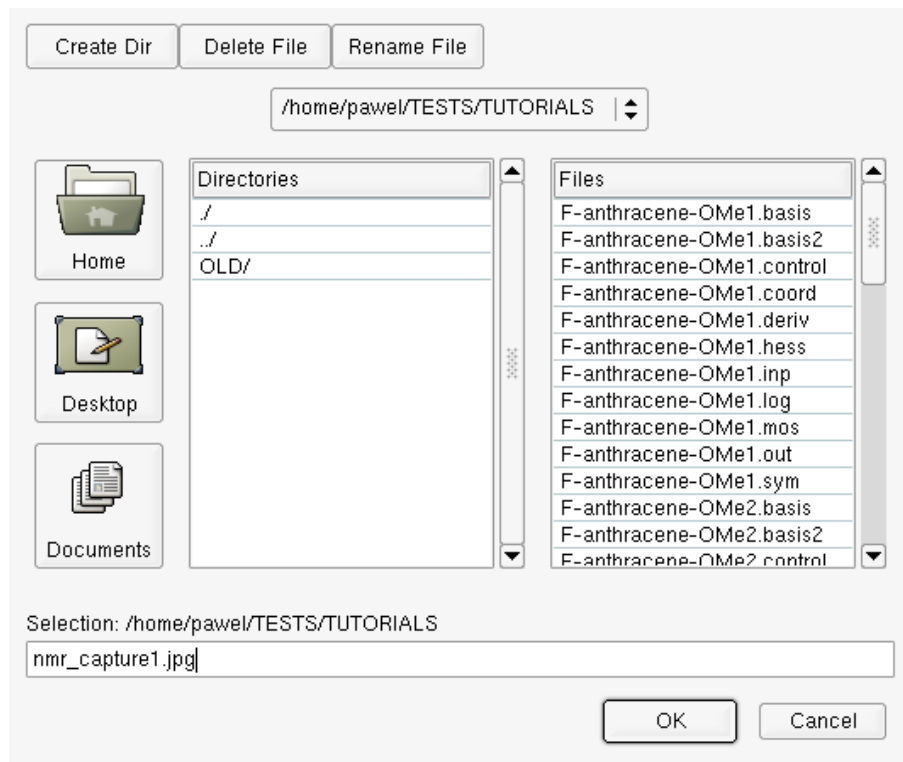 Create Dir
Delete File
Rename File
/home/pawel/TESTS/TUTORIALS
Home
Desktop
Documents
Directories
./
../
OLD/
Files
F-anthracene-OMe1.basis
F-anthracene-OMe1.basis2
F-anthracene-OMe1.control
F-anthracene-OMe1.coord
F-anthracene-OMe1.deriv
F-anthracene-OMe1.hess
F-anthracene-OMe1.inp
F-anthracene-OMe1.log
F-anthracene-OMe1.mos
F-anthracene-OMe1.out
F-anthracene-OMe1.sym
F-anthracene-OMe2.basis
F-anthracene-OMe2.basis2
F-anthracene-OMe2.control
Selection: /home/pawel/TESTS/TUTORIALS
nmr_capture1.jpg
OK
Cancel